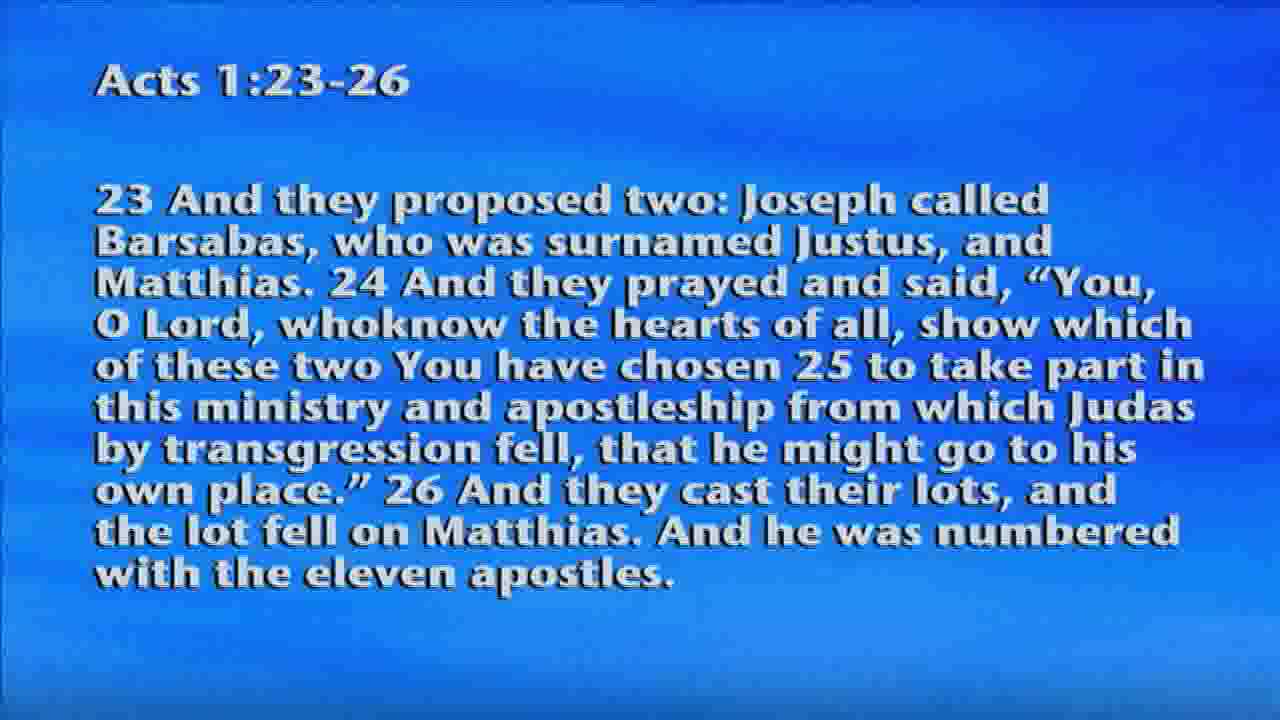 Acts 1:23-26
23 And they proposed two: Joseph called
Barsabas, who was surnamed Justus, and
Matthias. 24 And they prayed and said, “You,
O Lord, whoknow the hearts of all, show which
of these two You have chosen 25 to take part in
this ministry and apostleship from which Judas
by transgression fell, that he might go to his
own place.” 26 And they cast their lots, and
the lot fell on Matthias. And he was numbered
with the eleven apostles.